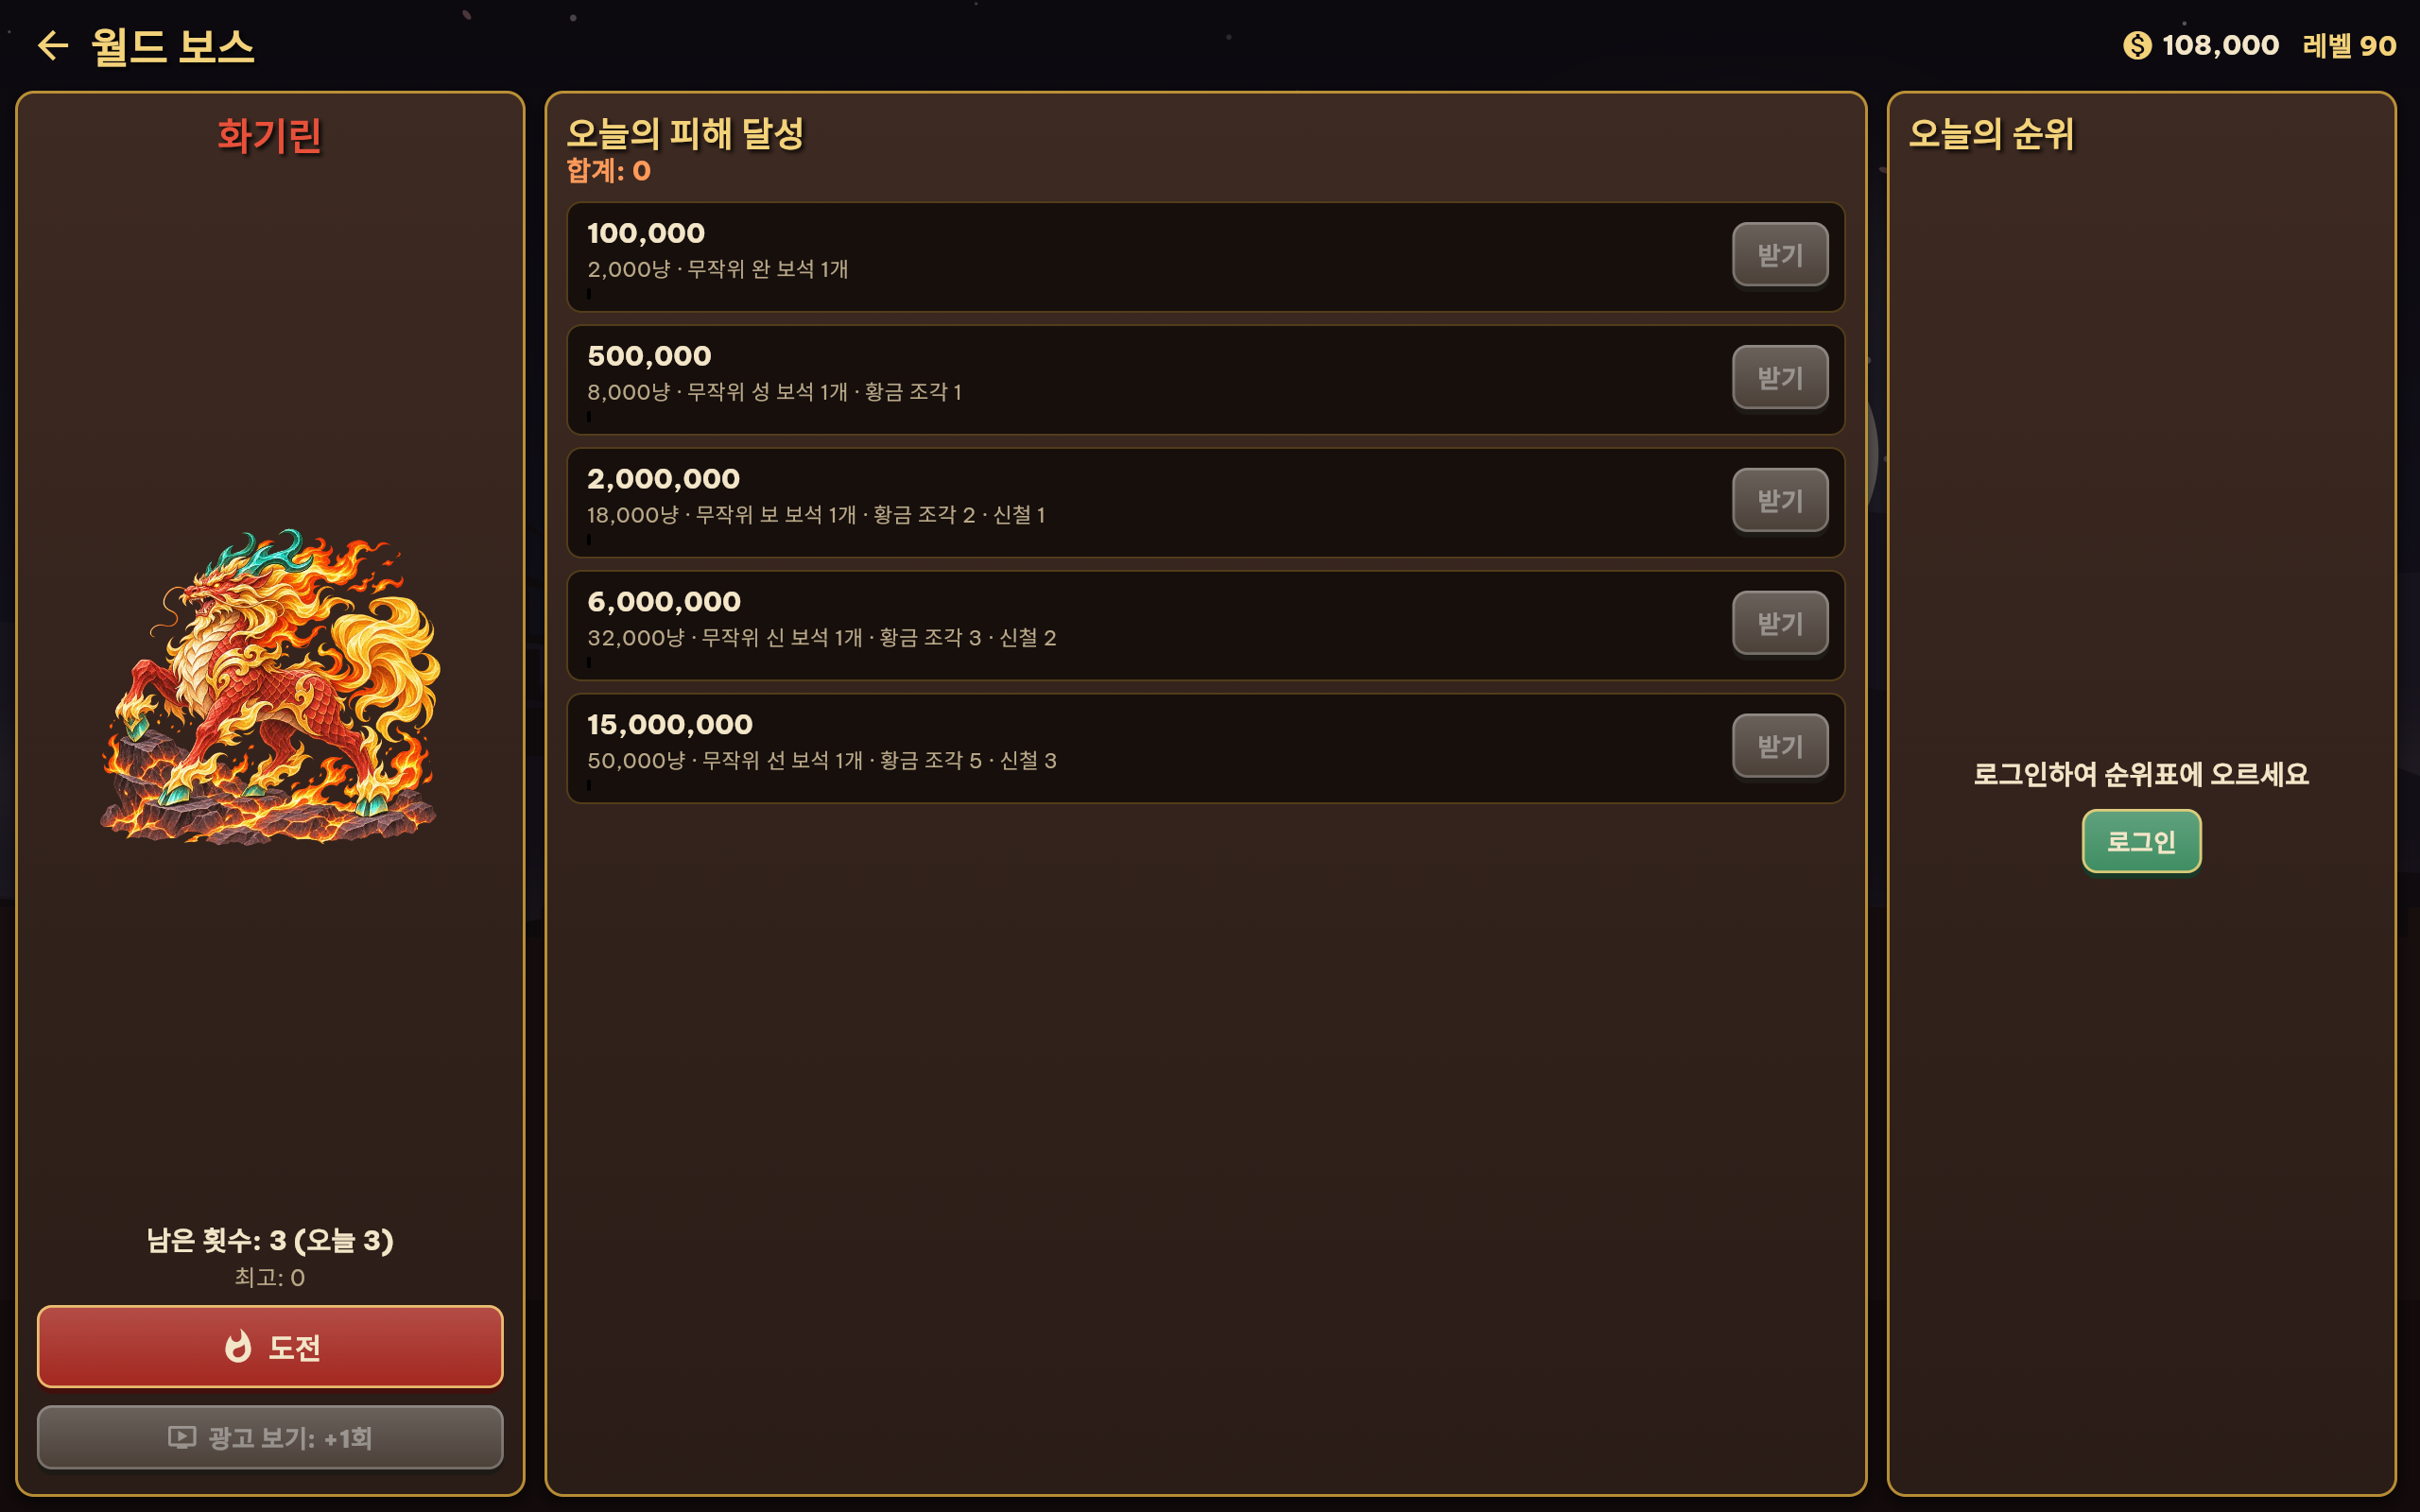 월드 보스
108,000 레벨 90
화기린
남은 횟수: 3 (오늘 3)
최고: 0
도전
광고 보기: +1회
오늘의 피해 달성
합계: 0
100,000
2,000냥 · 무작위 완 보석 1개
받기
500,000
8,000냥 · 무작위 성 보석 1개 · 황금 조각 1
받기
2,000,000
18,000냥 · 무작위 보 보석 1개 · 황금 조각 2 · 신철 1
받기
6,000,000
32,000냥 · 무작위 신 보석 1개 · 황금 조각 3 · 신철 2
받기
15,000,000
50,000냥 · 무작위 선 보석 1개 · 황금 조각 5 · 신철 3
받기
오늘의 순위
로그인하여 순위표에 오르세요
로그인